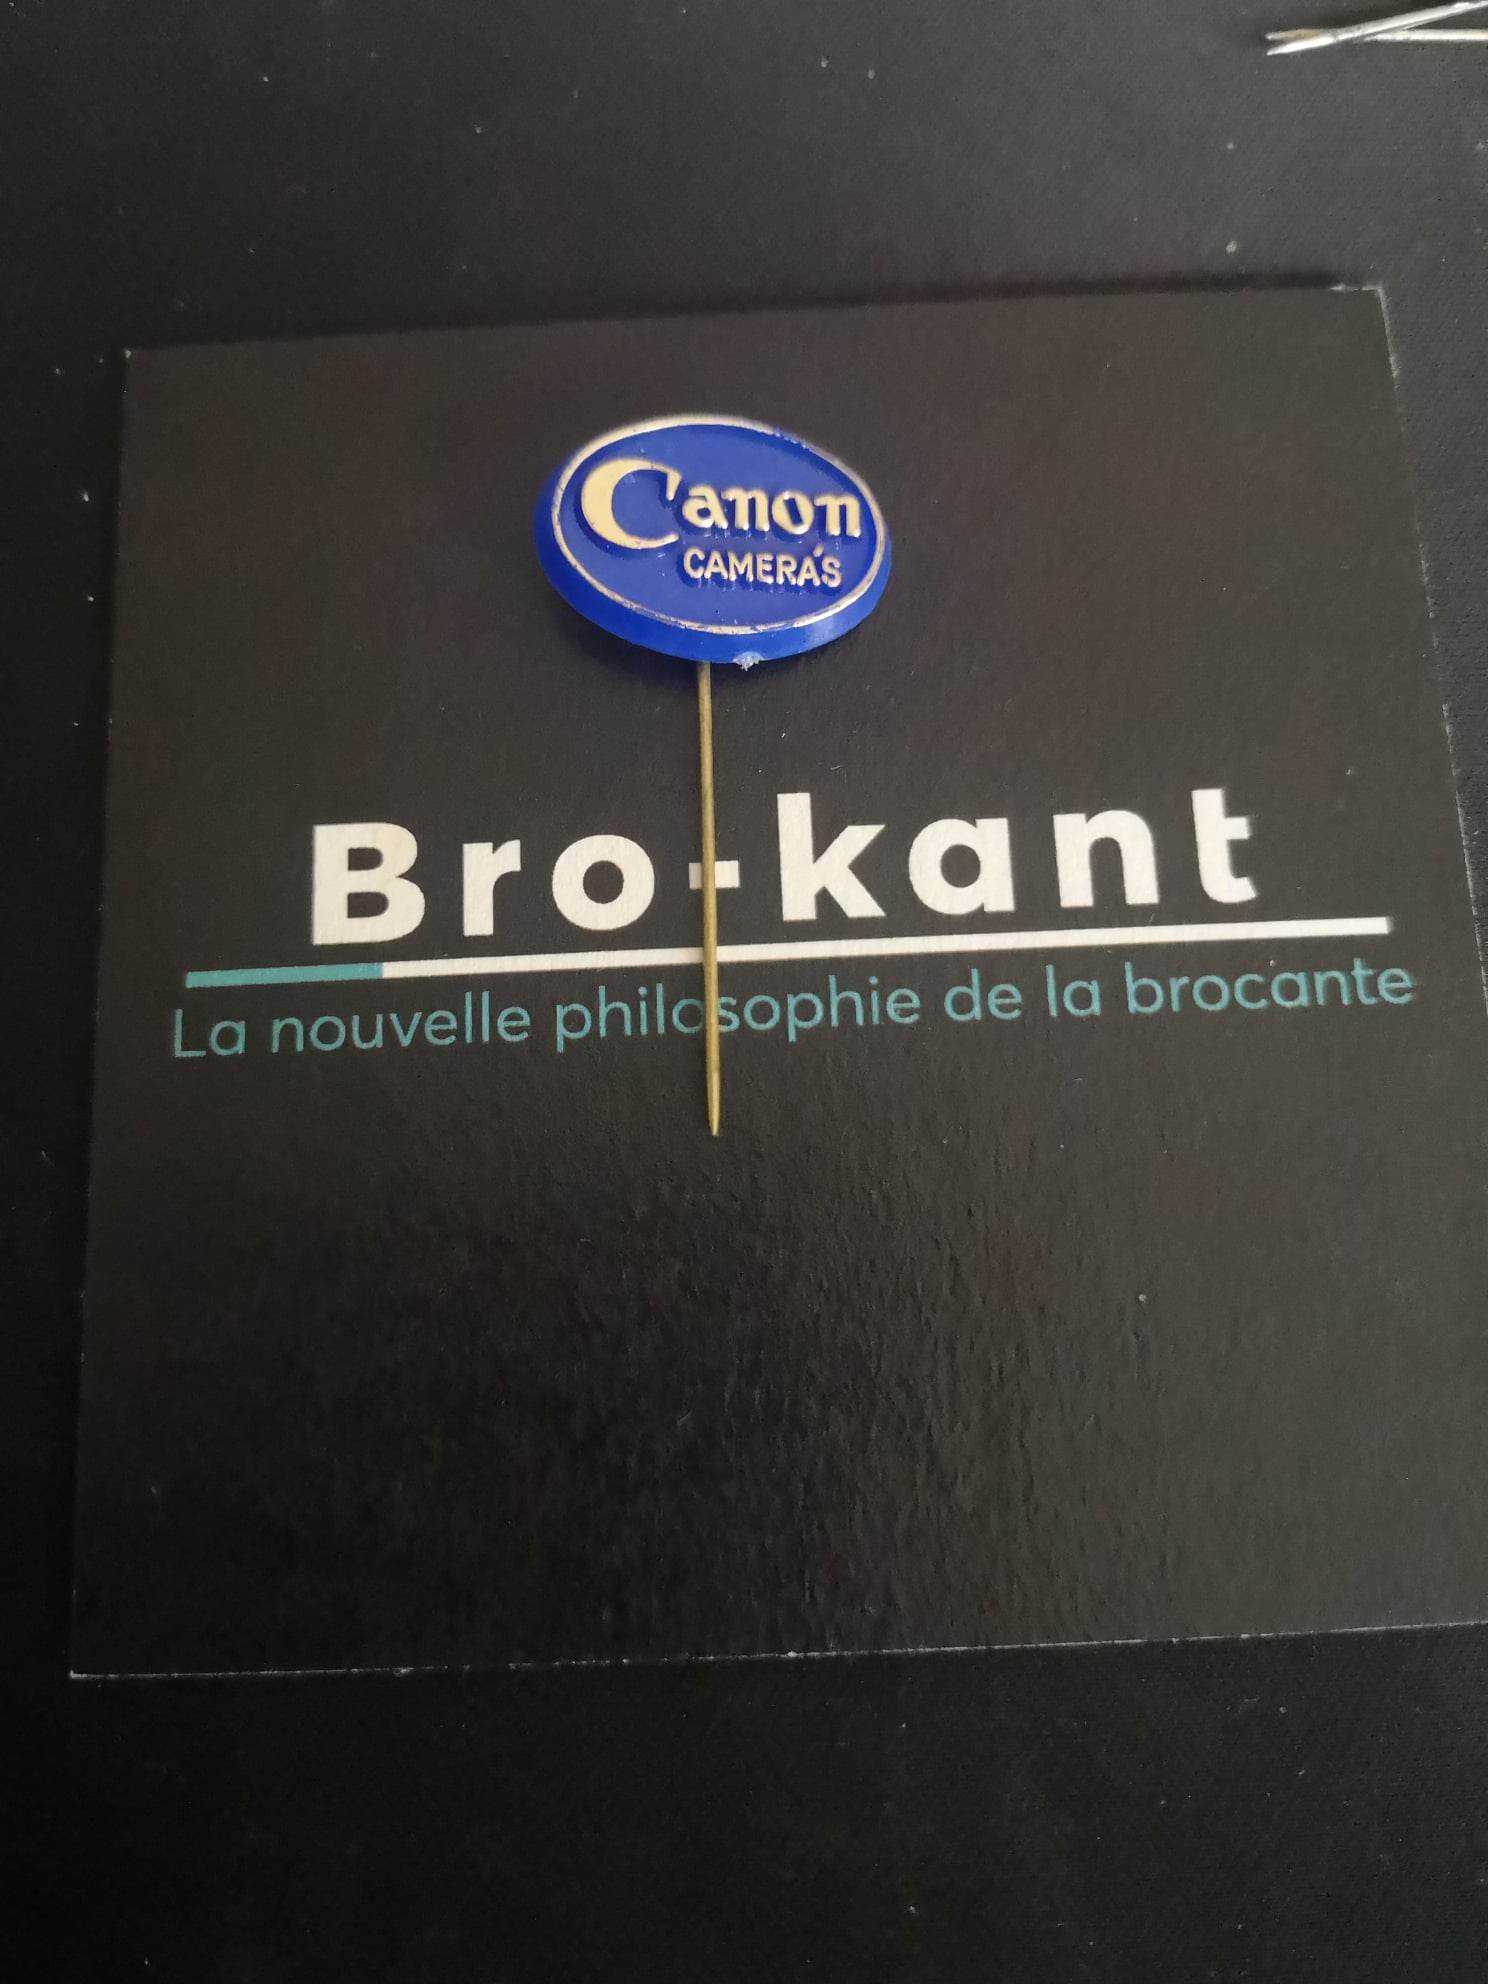 Canon
CAMERA'S
Bro-kant
La nouvelle philosophie de la brocante